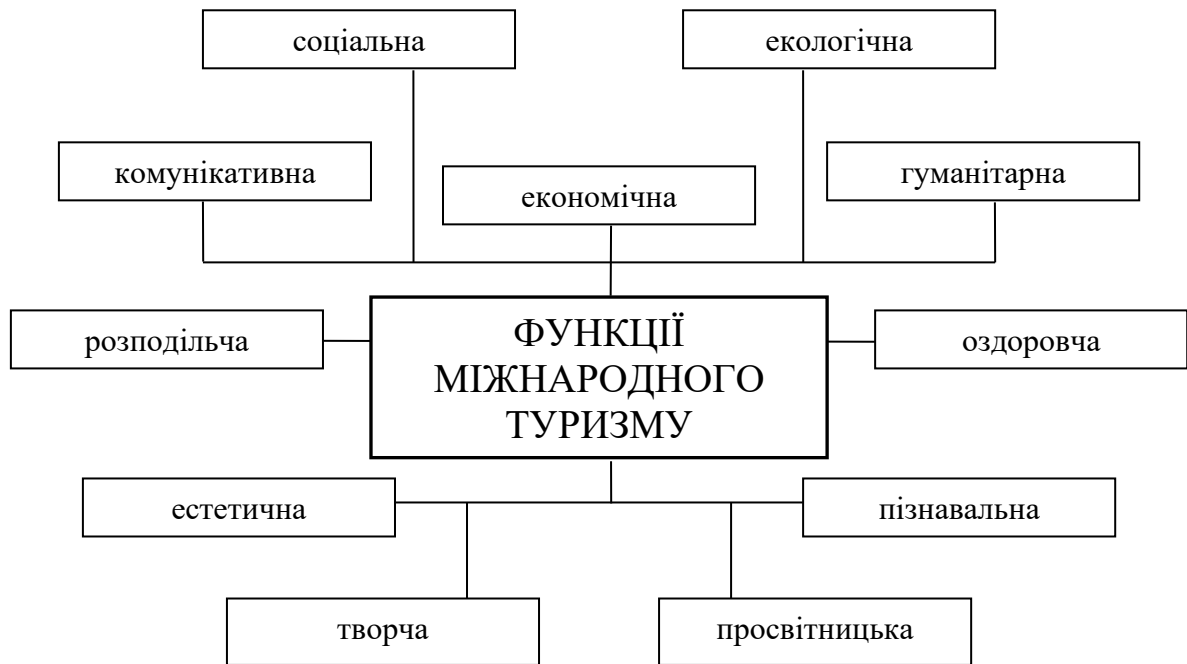 соціальна
екологічна
комунікативна
економічна
гуманітарна
розподільча
ФУНКЦІЇ
МІЖНАРОДНОГО
ТУРИЗМУ
оздоровча
естетична
пізнавальна
творча
просвітницька